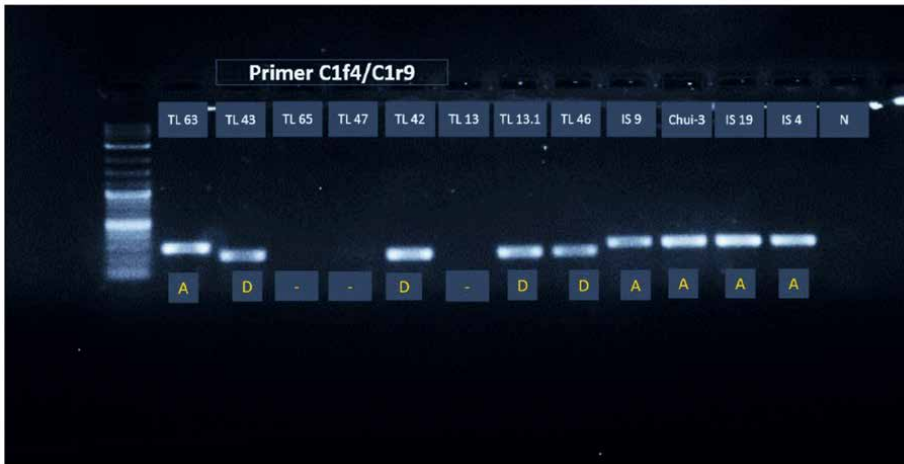 Primer C1f4/C1r9
TL 63 TL 43 TL 65 TL 47 TL 42 TL 13 TL 13.1 TL 46 IS 9 Chui-3 IS 19 IS 4 N
A D - - D - D D A A A A